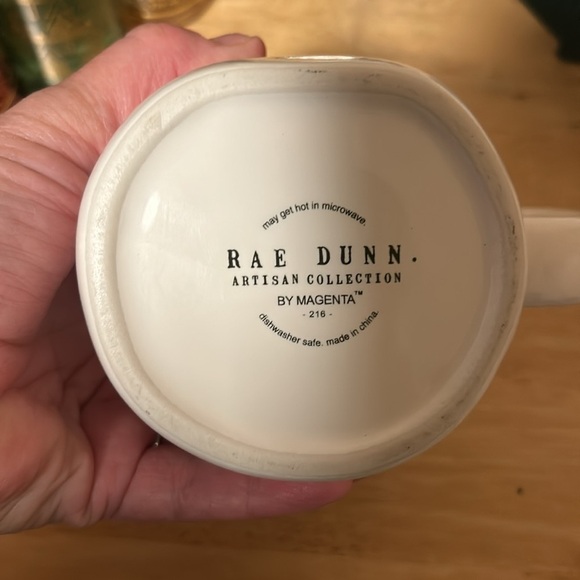 may get hot in microwave.
RAE DUNN.
ARTISAN COLLECTION
BY MAGENTA™
- 216 -
dishwasher safe. made in china.